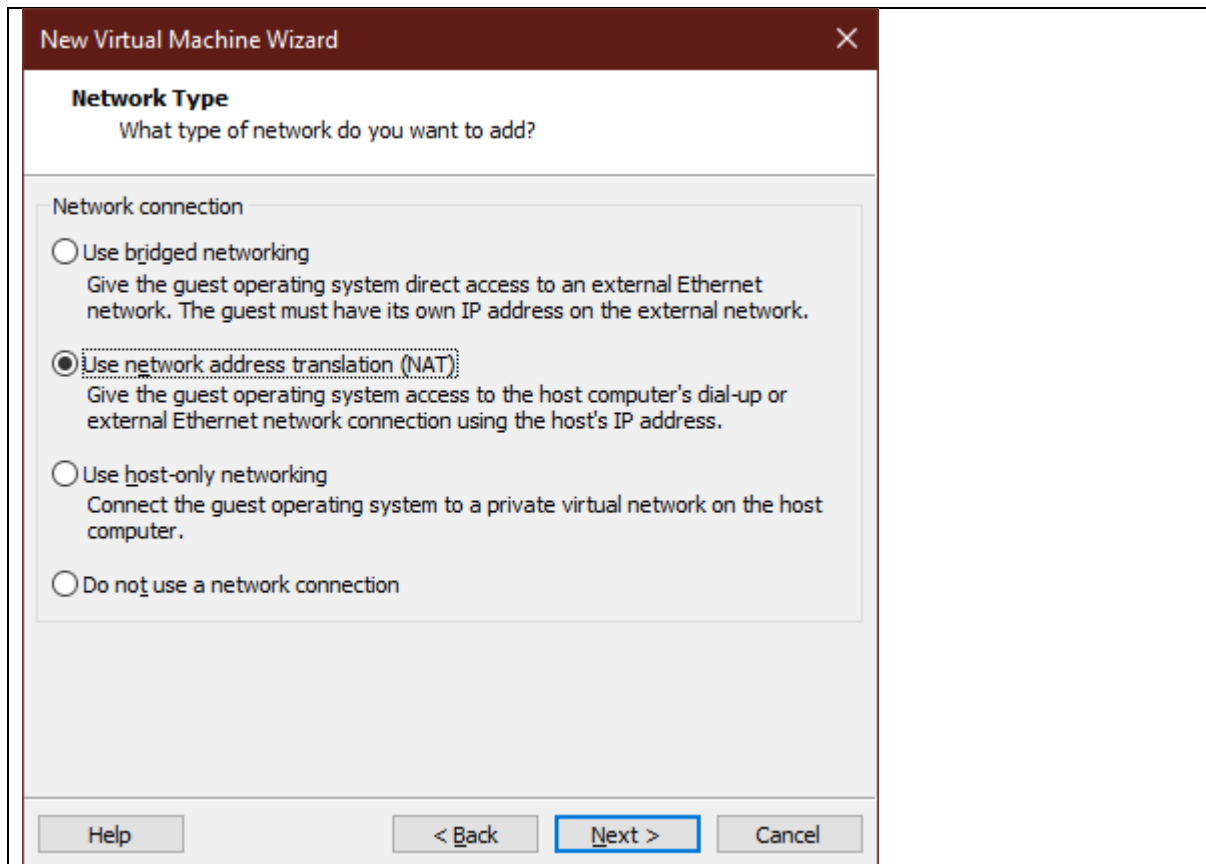 New Virtual Machine Wizard
Network Type
What type of network do you want to add?
Network connection
Use bridged networking
Give the guest operating system direct access to an external Ethernet
network. The guest must have its own IP address on the external network.
Use network address translation (NAT)
Give the guest operating system access to the host computer's dial-up or
external Ethernet network connection using the host's IP address.
Use host-only networking
Connect the guest operating system to a private virtual network on the host
computer.
Do not use a network connection
Help
< Back
Next >
Cancel